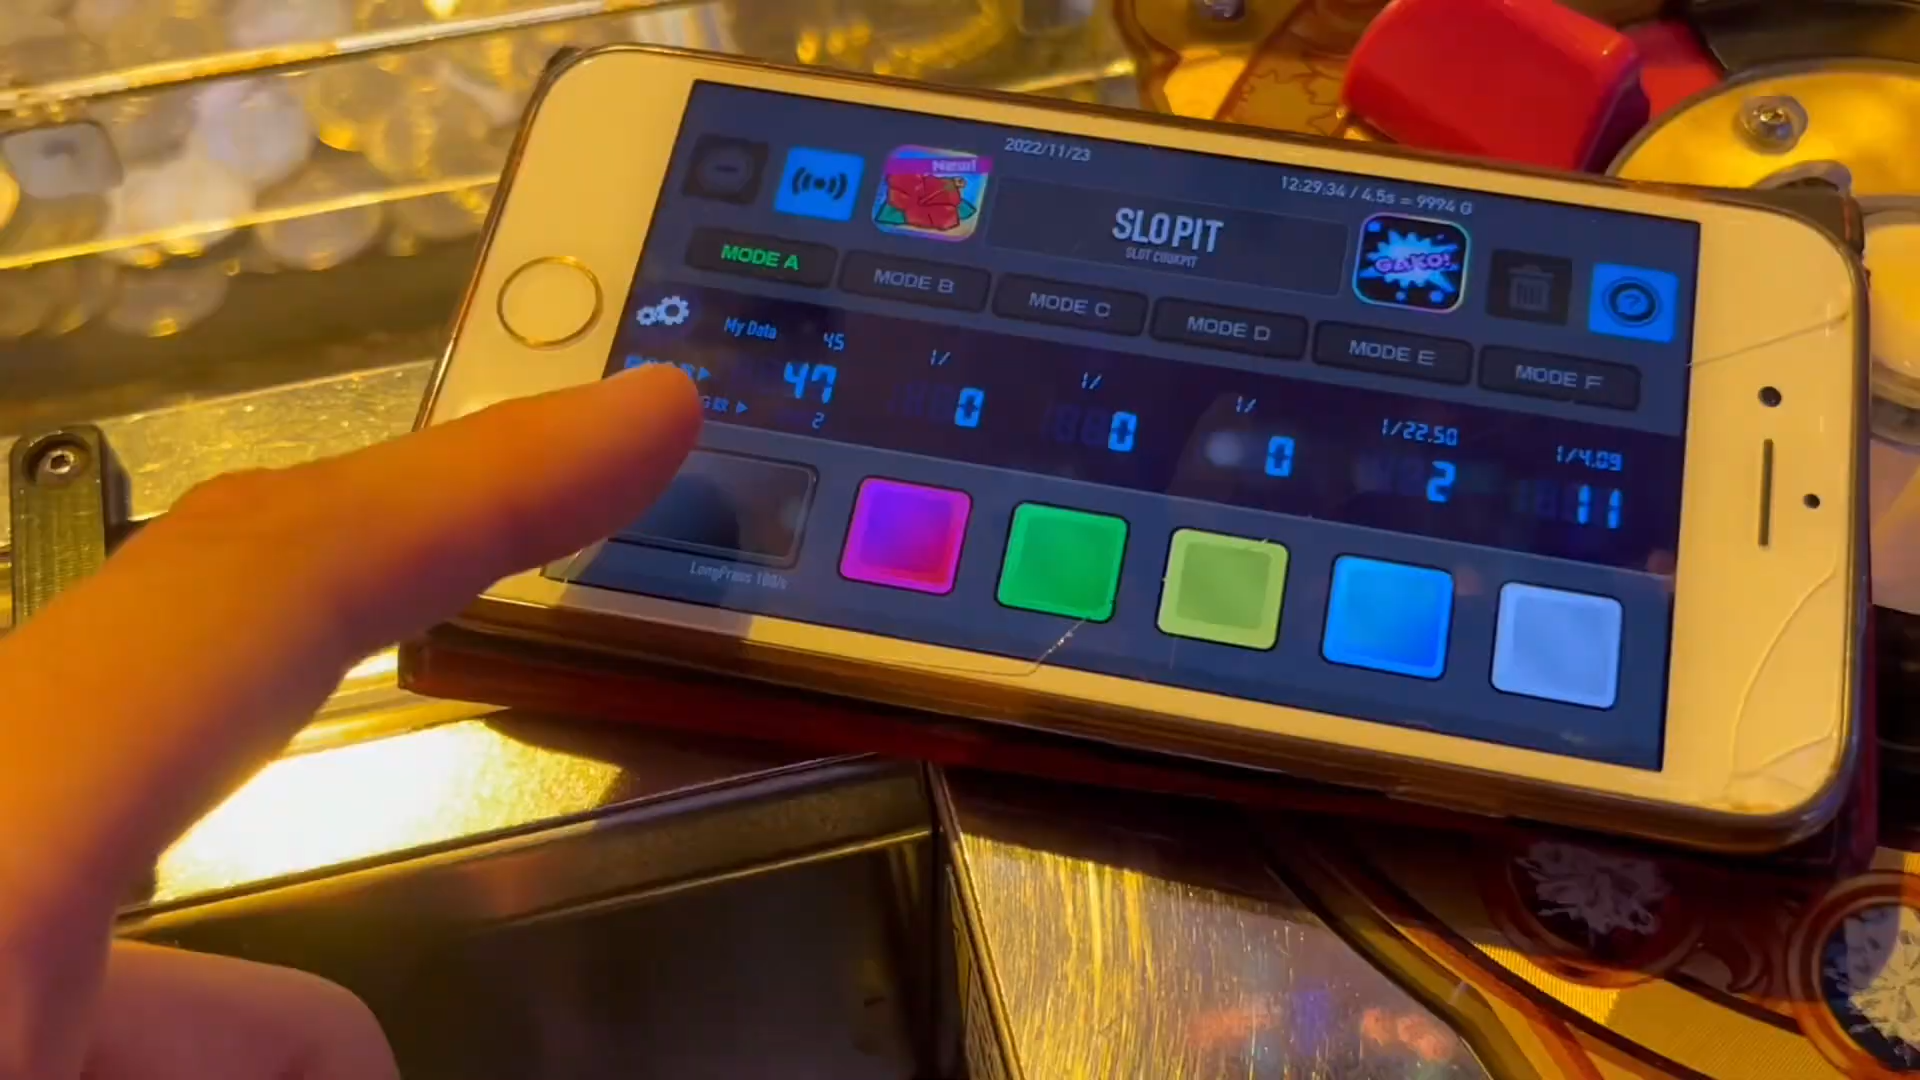 2022/11/23
12:29:34 / 4.5s = 9994 G
New!
SLOPIT
SLOT COCKPIT
GAKO!
?
MODE A
MODE B
MODE C
MODE D
MODE E
MODE F
My Data
45
1/
1/
1/
1/22.50
1/4.09
47
0
0
0
2
11
2
LongPress 100/s